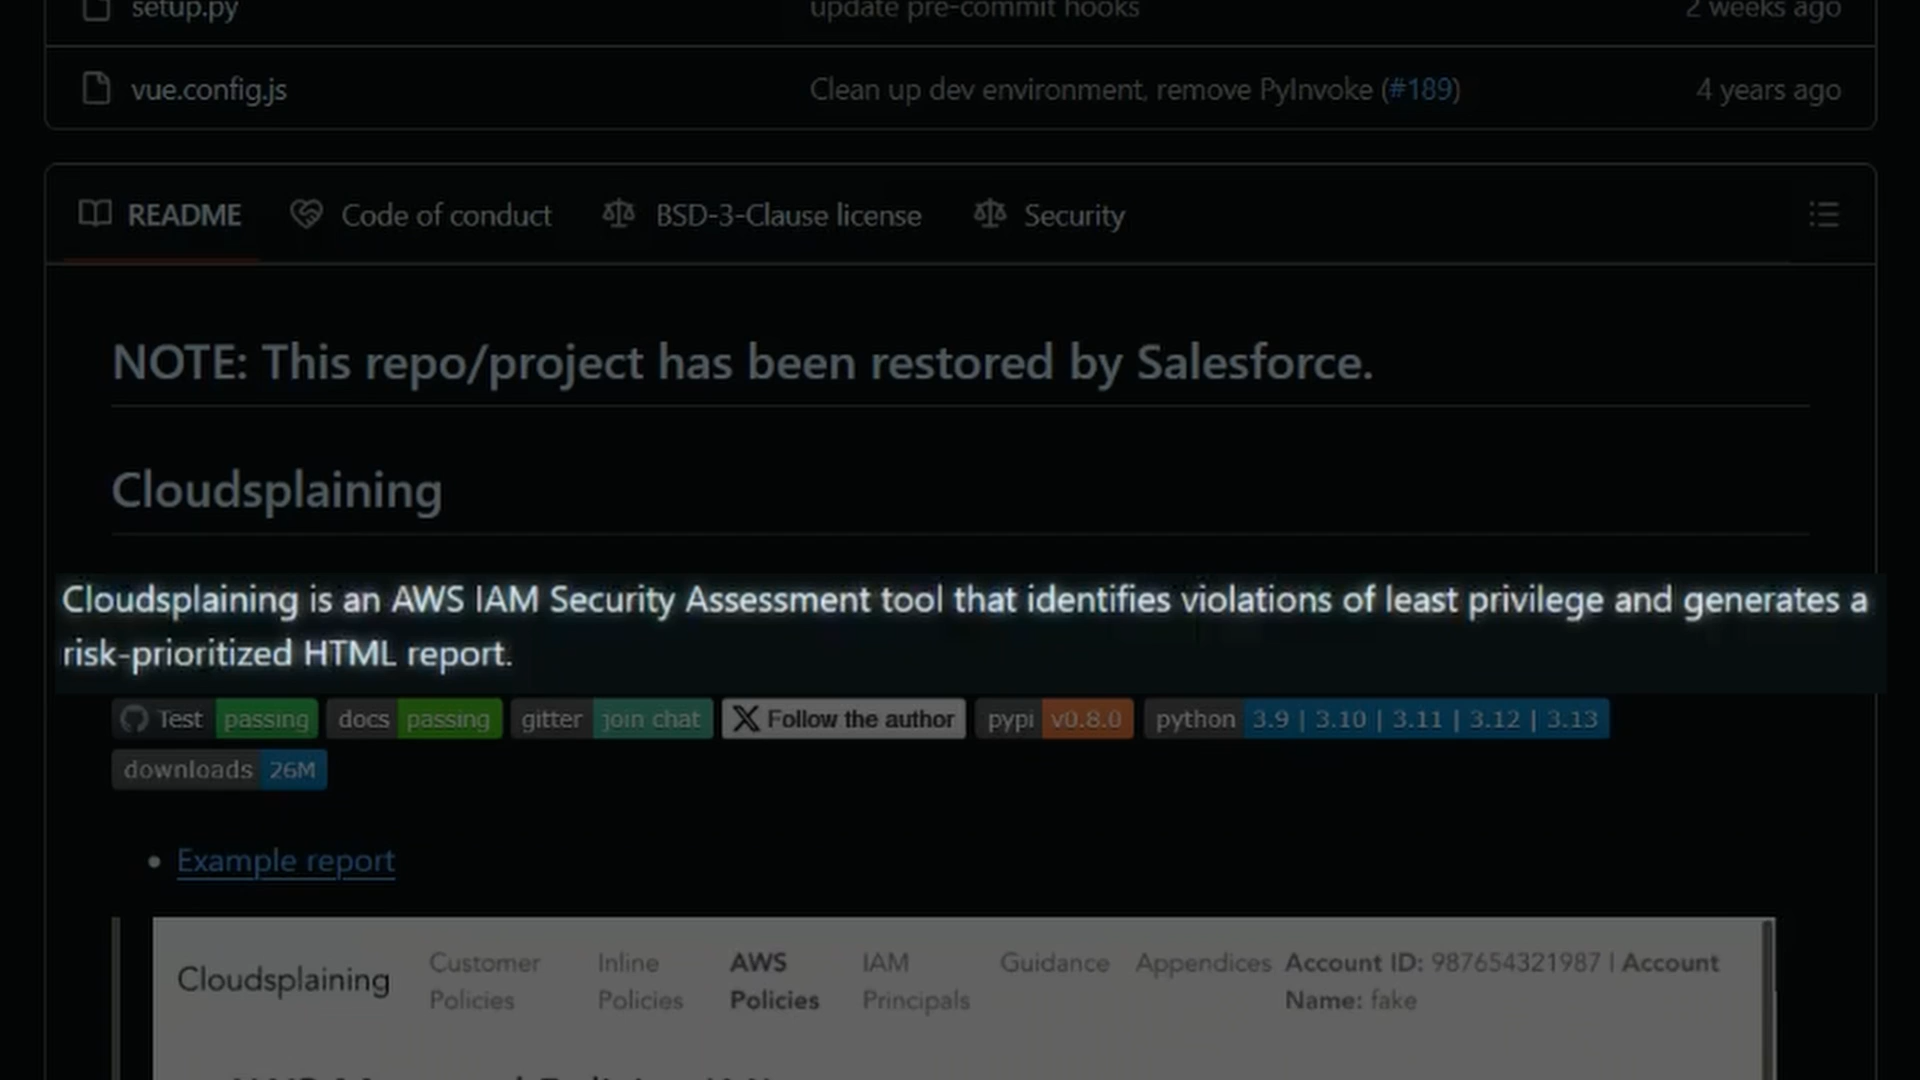 setup.py update pre-commit hooks 2 weeks ago
vue.config.js Clean up dev environment, remove PyInvoke (#189) 4 years ago
README Code of conduct BSD-3-Clause license Security
NOTE: This repo/project has been restored by Salesforce.
Cloudsplaining
Cloudsplaining is an AWS IAM Security Assessment tool that identifies violations of least privilege and generates a
risk-prioritized HTML report.
Test passing docs passing gitter join chat Follow the author pypi v0.8.0 python 3.9 | 3.10 | 3.11 | 3.12 | 3.13
downloads 26M
• Example report
Cloudsplaining Customer Policies Inline Policies AWS Policies IAM Principals Guidance Appendices Account ID: 987654321987 | Account
Name: fake